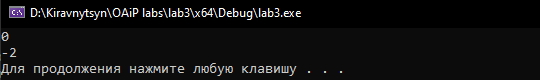 D:\Kiravnytsyn\OAiP labs\lab3\x64\Debug\lab3.exe
0
-2
Для продолжения нажмите любую клавишу . . .